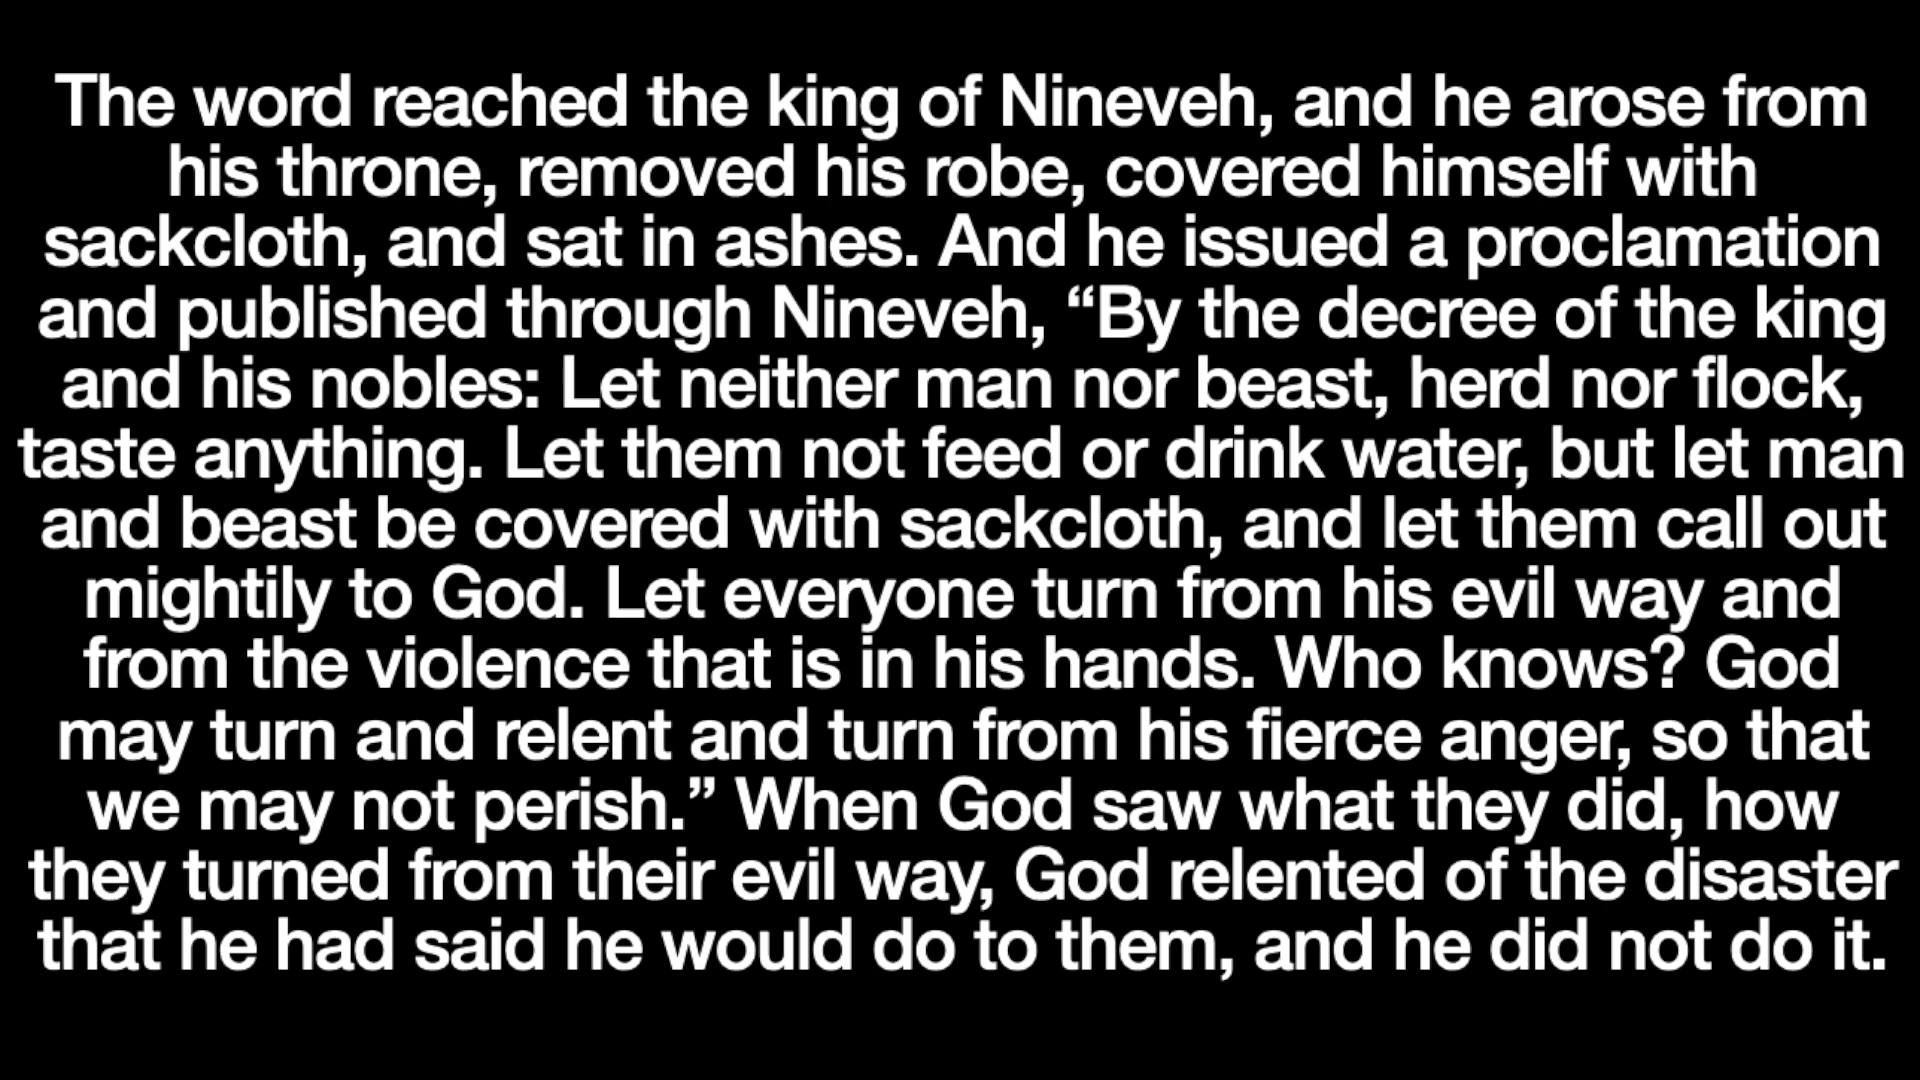 The word reached the king of Nineveh, and he arose from
his throne, removed his robe, covered himself with
sackcloth, and sat in ashes. And he issued a proclamation
and published through Nineveh, “By the decree of the king
and his nobles: Let neither man nor beast, herd nor flock,
taste anything. Let them not feed or drink water, but let man
and beast be covered with sackcloth, and let them call out
mightily to God. Let everyone turn from his evil way and
from the violence that is in his hands. Who knows? God
may turn and relent and turn from his fierce anger, so that
we may not perish.” When God saw what they did, how
they turned from their evil way, God relented of the disaster
that he had said he would do to them, and he did not do it.